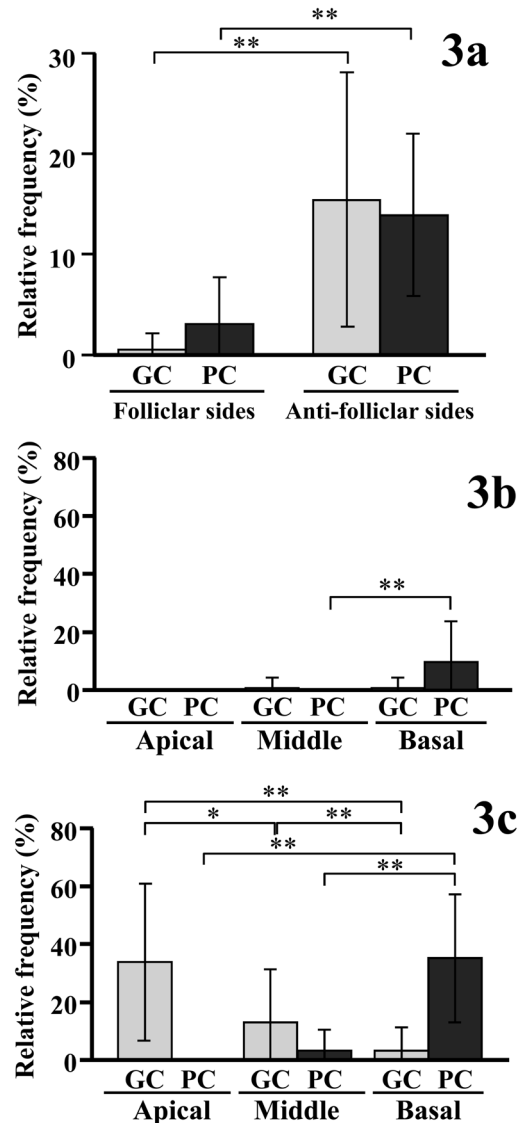 **
** 3a
30
20
10
0
Relative frequency (%)
GC PC GC PC
Folliclar sides Anti-folliclar sides
3b
80
60
40
20
0
Relative frequency (%)
**
GC PC GC PC GC PC
Apical Middle Basal
3c
**
* **
**
**
80
60
40
20
0
Relative frequency (%)
GC PC GC PC GC PC
Apical Middle Basal